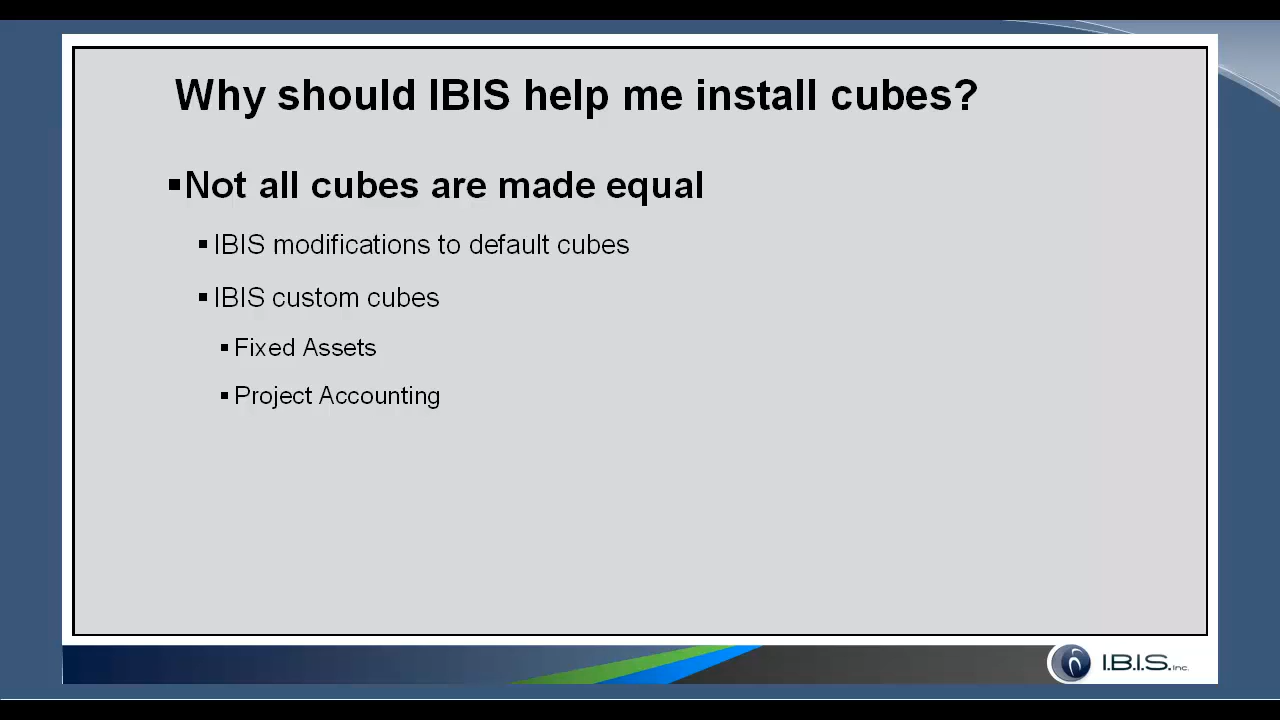 Why should IBIS help me install cubes?
▪Not all cubes are made equal
▪IBIS modifications to default cubes
▪IBIS custom cubes
▪Fixed Assets
▪Project Accounting
I.B.I.S. Inc.